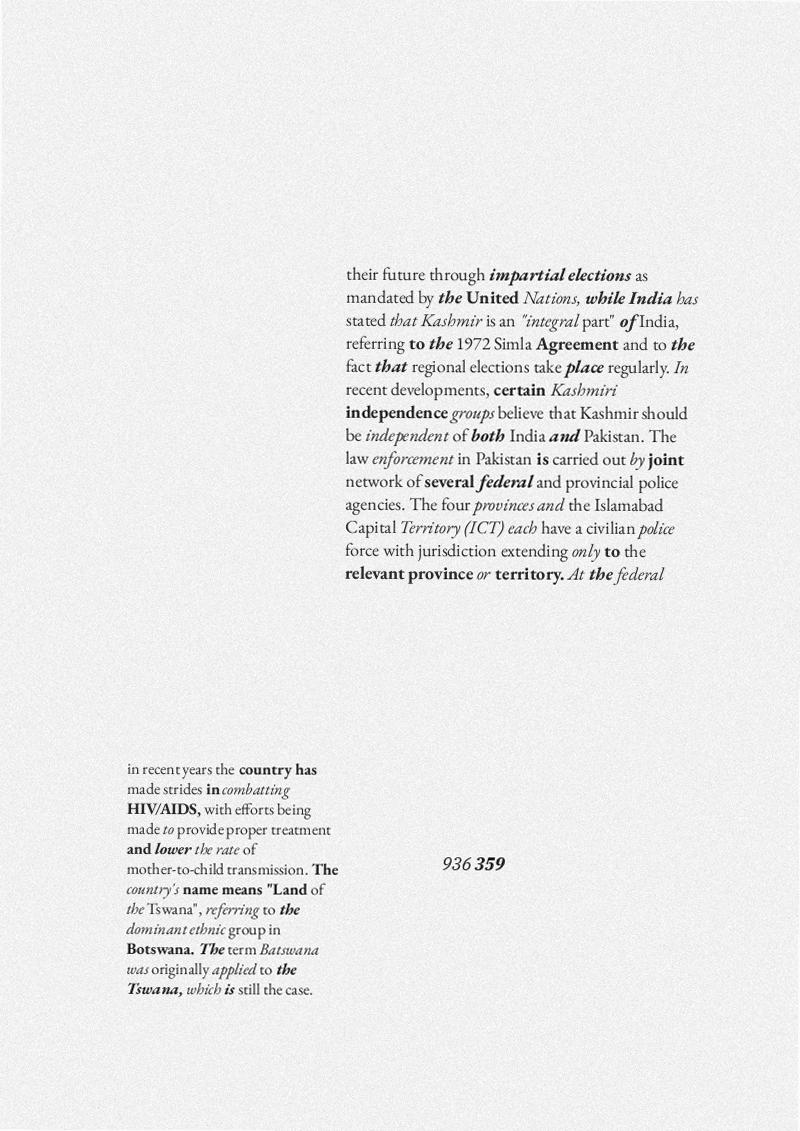 their future through impartial elections as
mandated by the United Nations, while India has
stated that Kashmir is an "integral part" of India,
referring to the 1972 Simla Agreement and to the
fact that regional elections take place regularly. In
recent developments, certain Kashmiri
independence groups believe that Kashmir should
be independent of both India and Pakistan. The
law enforcement in Pakistan is carried out by joint
network of several federal and provincial police
agencies. The four provinces and the Islamabad
Capital Territory (ICT) each have a civilian police
force with jurisdiction extending only to the
relevant province or territory. At the federal
in recent years the country has
made strides in combatting
HIV/AIDS, with efforts being
made to provide proper treatment
and lower the rate of
mother-to-child transmission. The
country's name means "Land of
the Tswana", referring to the
dominant ethnic group in
Botswana. The term Batswana
was originally applied to the
Tswana, which is still the case.
936 359